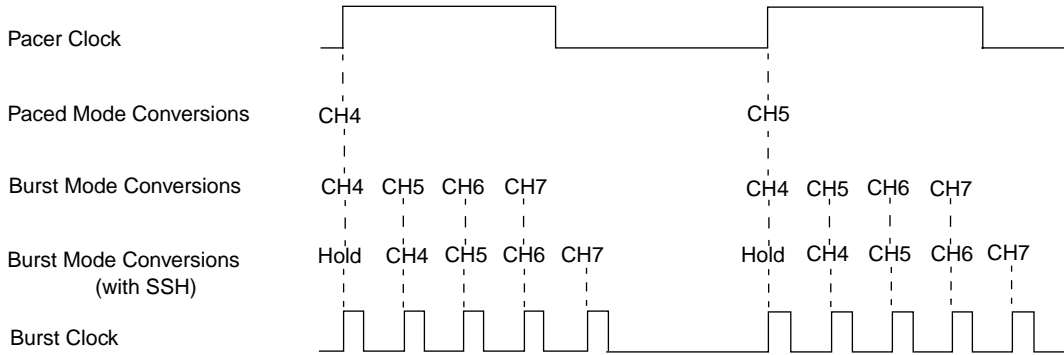 Pacer Clock
Paced Mode Conversions CH4 CH5
Burst Mode Conversions CH4 CH5 CH6 CH7 CH4 CH5 CH6 CH7
Burst Mode Conversions Hold CH4 CH5 CH6 CH7 Hold CH4 CH5 CH6 CH7
(with SSH)
Burst Clock